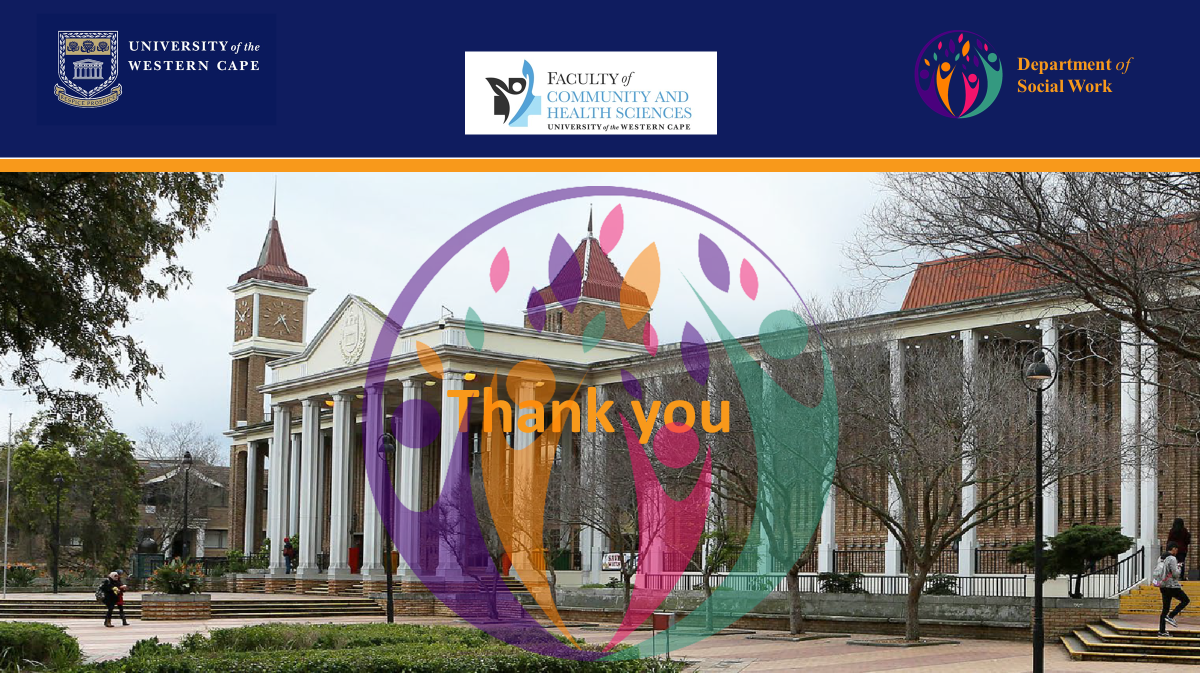 UNIVERSITY of the
WESTERN CAPE
FACULTY of
COMMUNITY AND
HEALTH SCIENCES
UNIVERSITY of the WESTERN CAPE
Department of
Social Work
Thank you